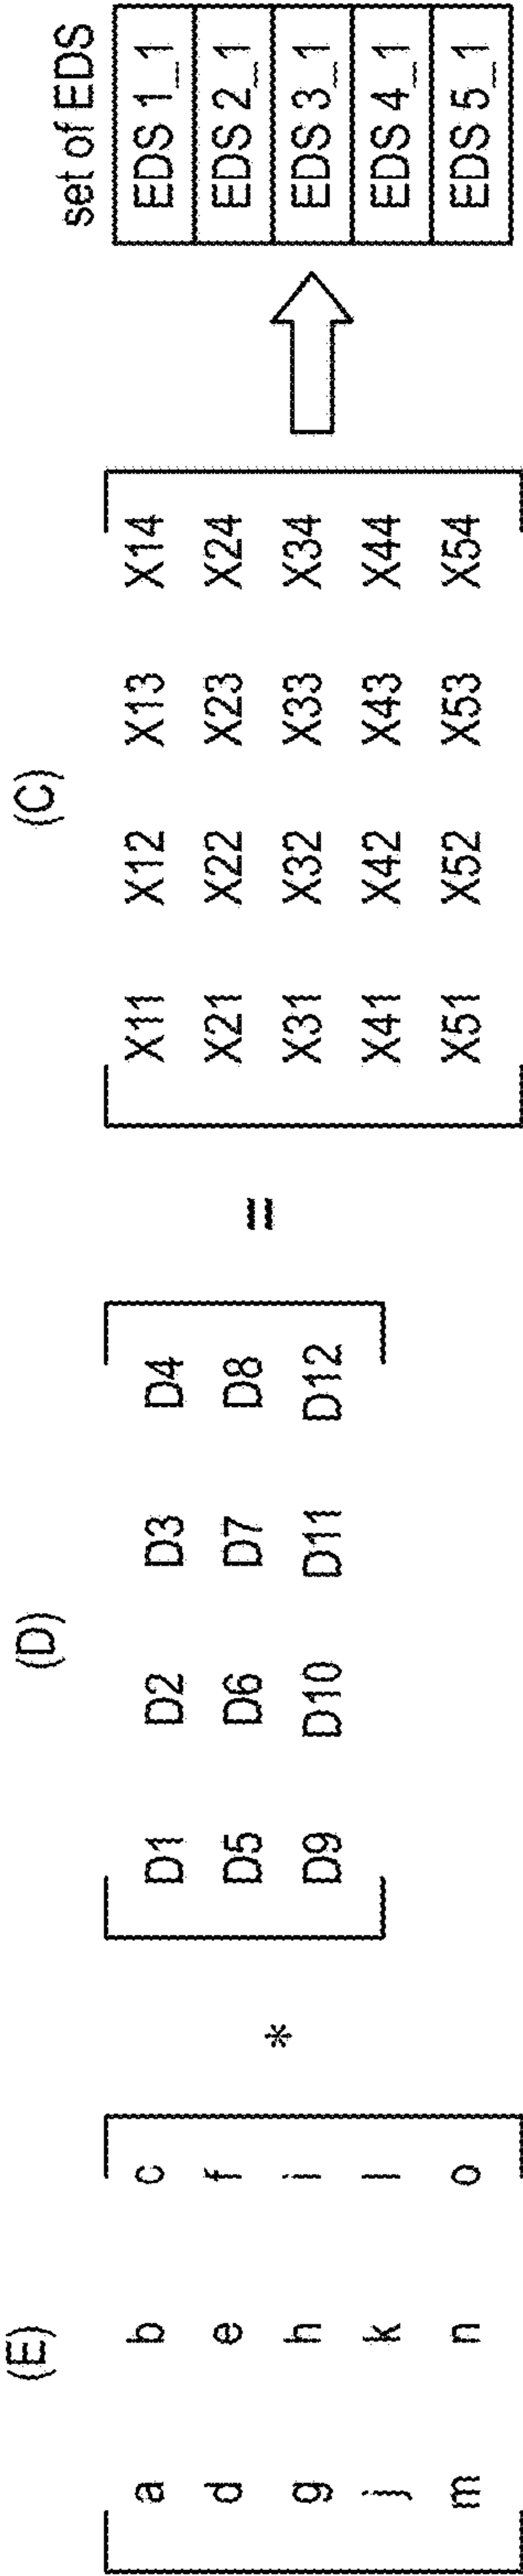 (E) (D) (C) set of EDS
a b c D1 D2 D3 D4 X11 X12 X13 X14 EDS 1_1
d e f D5 D6 D7 D8 X21 X22 X23 X24 EDS 2_1
g h i * D9 D10 D11 D12 = X31 X32 X33 X34 EDS 3_1
j k l X41 X42 X43 X44 EDS 4_1
m n o X51 X52 X53 X54 EDS 5_1